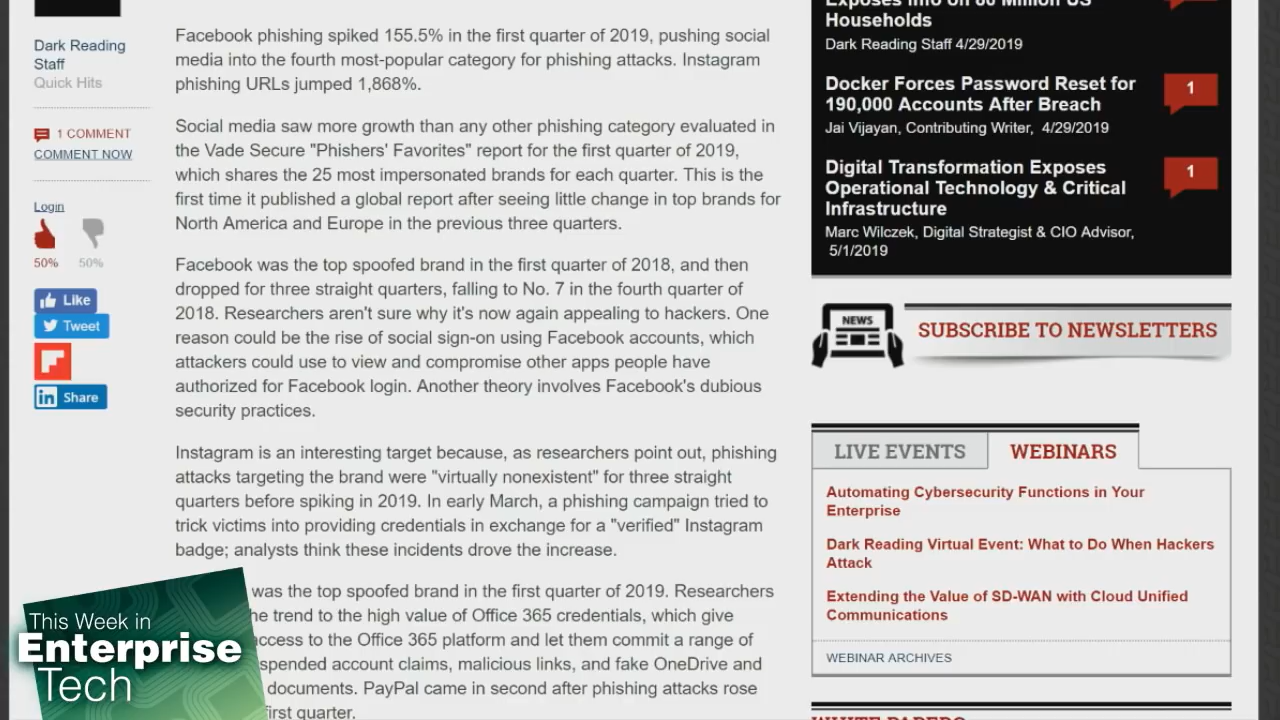 Dark Reading
Staff
Quick Hits
1 COMMENT
COMMENT NOW
Login
50%
50%
Like
Tweet
in Share
Facebook phishing spiked 155.5% in the first quarter of 2019, pushing social
media into the fourth most-popular category for phishing attacks. Instagram
phishing URLs jumped 1,868%.
Social media saw more growth than any other phishing category evaluated in
the Vade Secure "Phishers' Favorites" report for the first quarter of 2019,
which shares the 25 most impersonated brands for each quarter. This is the
first time it published a global report after seeing little change in top brands for
North America and Europe in the previous three quarters.
Facebook was the top spoofed brand in the first quarter of 2018, and then
dropped for three straight quarters, falling to No. 7 in the fourth quarter of
2018. Researchers aren't sure why it's now again appealing to hackers. One
reason could be the rise of social sign-on using Facebook accounts, which
attackers could use to view and compromise other apps people have
authorized for Facebook login. Another theory involves Facebook's dubious
security practices.
Instagram is an interesting target because, as researchers point out, phishing
attacks targeting the brand were "virtually nonexistent" for three straight
quarters before spiking in 2019. In early March, a phishing campaign tried to
trick victims into providing credentials in exchange for a "verified" Instagram
badge; analysts think these incidents drove the increase.
was the top spoofed brand in the first quarter of 2019. Researchers
trend to the high value of Office 365 credentials, which give
access to the Office 365 platform and let them commit a range of
account claims, malicious links, and fake OneDrive and
documents. PayPal came in second after phishing attacks rose
first quarter.
This Week in
Enterprise
Tech
Exposes Info on 80 Million US
Households
Dark Reading Staff 4/29/2019
Docker Forces Password Reset for
190,000 Accounts After Breach
1
Jai Vijayan, Contributing Writer, 4/29/2019
Digital Transformation Exposes
Operational Technology & Critical
Infrastructure
1
Marc Wilczek, Digital Strategist & CIO Advisor,
5/1/2019
NEWS
SUBSCRIBE TO NEWSLETTERS
LIVE EVENTS
WEBINARS
Automating Cybersecurity Functions in Your
Enterprise
Dark Reading Virtual Event: What to Do When Hackers
Attack
Extending the Value of SD-WAN with Cloud Unified
Communications
WEBINAR ARCHIVES
WHITE PAPERS